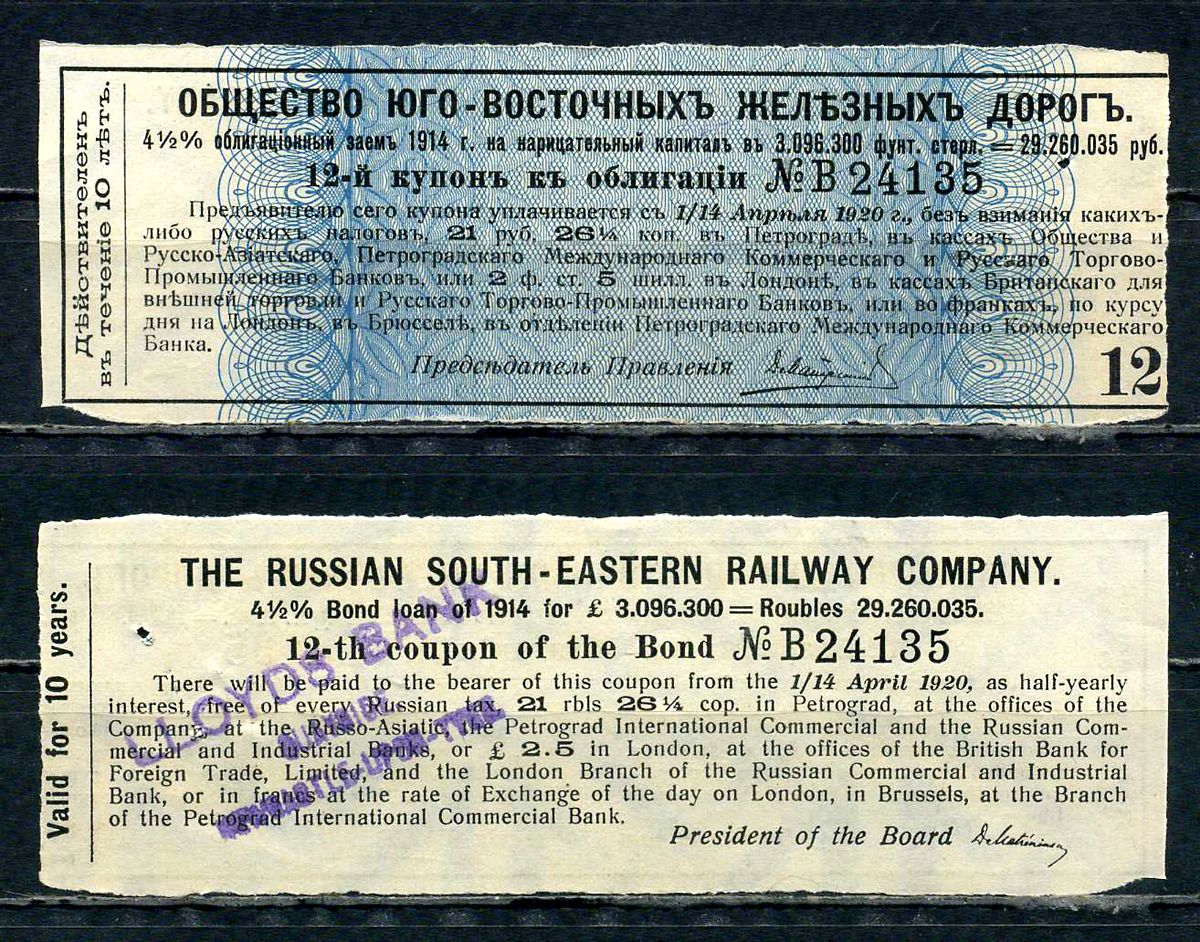 Дѣйствителенъ
въ теченіе 10 лѣтъ.
ОБЩЕСТВО ЮГО-ВОСТОЧНЫХЪ ЖЕЛѢЗНЫХЪ ДОРОГЪ.
4½% облигаціонный заемъ 1914 г. на нарицательный капиталъ въ 3.096.300 фунт. стерл. = 29.260.035 руб.
12-й купонъ къ облигаціи № В 24135
Предъявителю сего купона уплачивается съ 1/14 Апрѣля 1920 г., безъ взиманія какихъ-
либо русскихъ налоговъ, 21 руб. 26¼ коп. въ Петроградѣ, въ кассахъ Общества и
Русско-Азіатскаго, Петроградскаго Международнаго Коммерческаго и Русскаго Торгово-
Промышленнаго Банковъ, или 2 ф. ст. 5 шилл. въ Лондонѣ, въ кассахъ Британскаго для
внѣшней торговли и Русскаго Торгово-Промышленнаго Банковъ, или во франкахъ, по курсу
дня на Лондонъ, въ Брюсселѣ, въ отдѣленіи Петроградскаго Международнаго Коммерческаго
Банка.
Предсѣдатель Правленія
12
Valid for 10 years.
THE RUSSIAN SOUTH-EASTERN RAILWAY COMPANY.
4½% Bond loan of 1914 for £ 3.096.300 = Roubles 29.260.035.
12-th coupon of the Bond № B 24135
There will be paid to the bearer of this coupon from the 1/14 April 1920, as half-yearly
interest, free of every Russian tax, 21 rbls 26¼ cop. in Petrograd, at the offices of the
Company, at the Russo-Asiatic, the Petrograd International Commercial and the Russian Com-
mercial and Industrial Banks, or £ 2.5 in London, at the offices of the British Bank for
Foreign Trade, Limited, and the London Branch of the Russian Commercial and Industrial
Bank, or in francs at the rate of Exchange of the day on London, in Brussels, at the Branch
of the Petrograd International Commercial Bank.
President of the Board
LLOYDS BANK
NEWCASTLE-UPON-TYNE